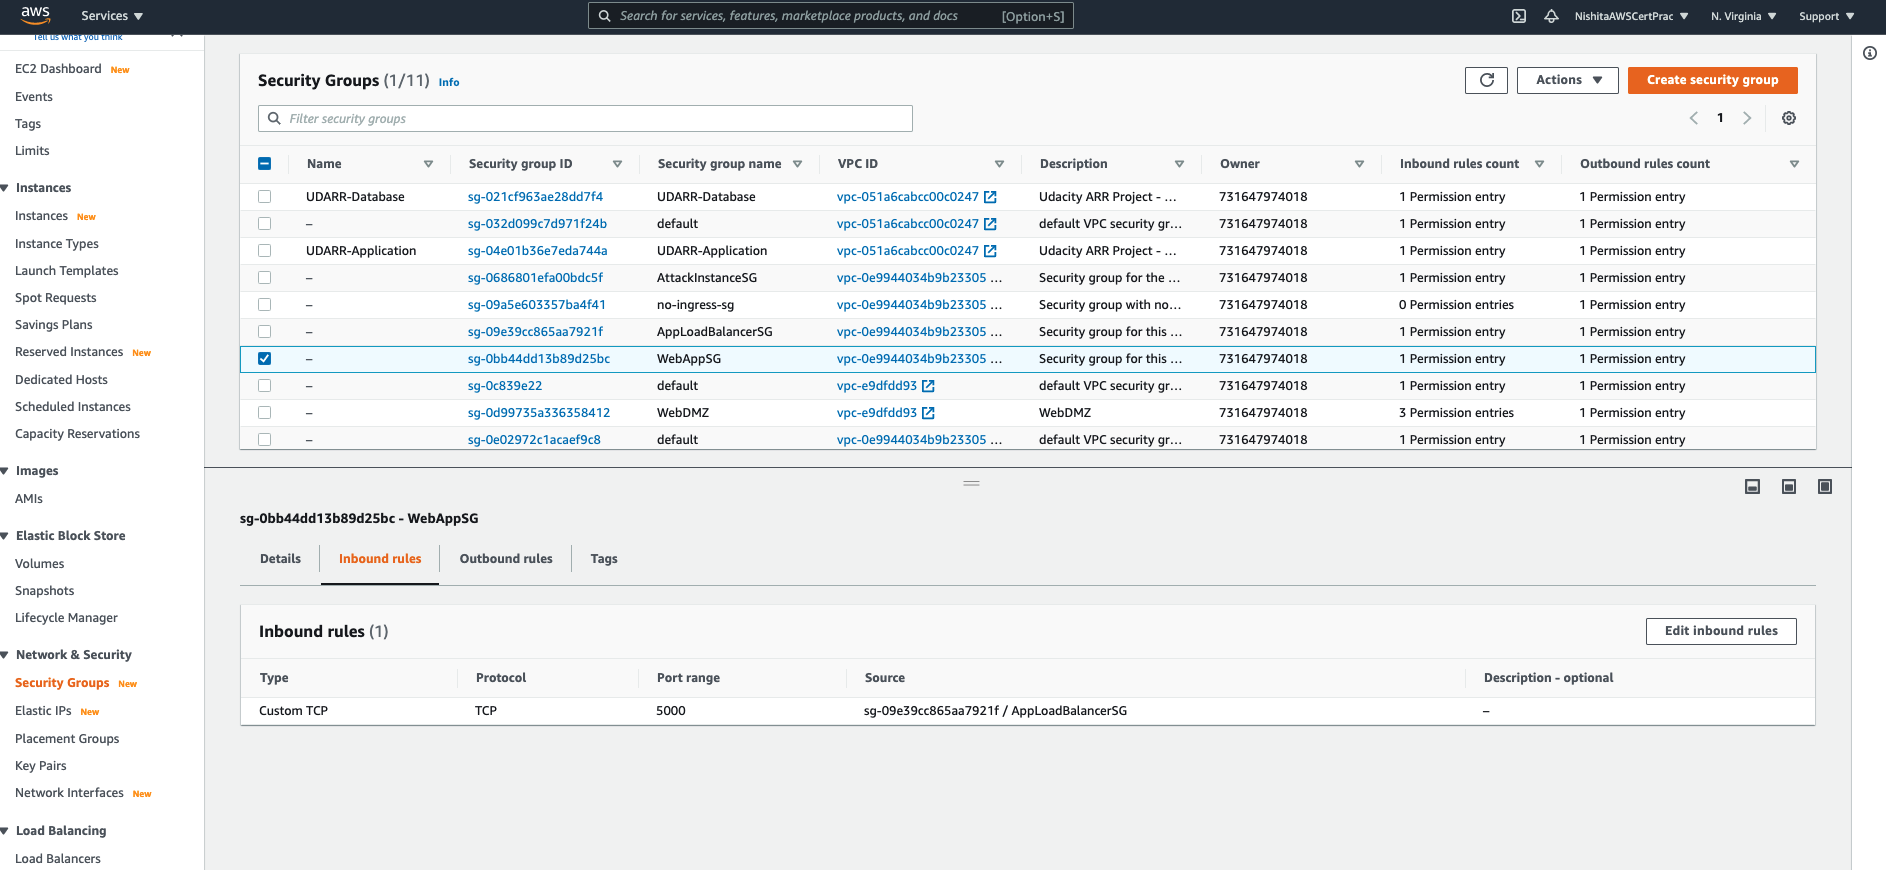 aws Services Search for services, features, marketplace products, and docs [Option+S] NishitaAWSCertPrac N. Virginia Support
Tell us what you think
EC2 Dashboard New
Events
Tags
Limits
Instances
Instances New
Instance Types
Launch Templates
Spot Requests
Savings Plans
Reserved Instances New
Dedicated Hosts
Scheduled Instances
Capacity Reservations
Images
AMIs
Elastic Block Store
Volumes
Snapshots
Lifecycle Manager
Network & Security
Security Groups New
Elastic IPs New
Placement Groups
Key Pairs
Network Interfaces New
Load Balancing
Load Balancers
Security Groups (1/11) Info Actions Create security group
Filter security groups 1
Name Security group ID Security group name VPC ID Description Owner Inbound rules count Outbound rules count
UDARR-Database sg-021cf963ae28dd7f4 UDARR-Database vpc-051a6cabcc00c0247 Udacity ARR Project - ... 731647974018 1 Permission entry 1 Permission entry
– sg-032d099c7d971f24b default vpc-051a6cabcc00c0247 default VPC security gr... 731647974018 1 Permission entry 1 Permission entry
UDARR-Application sg-04e01b36e7eda744a UDARR-Application vpc-051a6cabcc00c0247 Udacity ARR Project - ... 731647974018 1 Permission entry 1 Permission entry
– sg-0686801efa00bdc5f AttackInstanceSG vpc-0e9944034b9b23305 ... Security group for the ... 731647974018 1 Permission entry 1 Permission entry
– sg-09a5e603357ba4f41 no-ingress-sg vpc-0e9944034b9b23305 ... Security group with no... 731647974018 0 Permission entries 1 Permission entry
– sg-09e39cc865aa7921f AppLoadBalancerSG vpc-0e9944034b9b23305 ... Security group for this ... 731647974018 1 Permission entry 1 Permission entry
– sg-0bb44dd13b89d25bc WebAppSG vpc-0e9944034b9b23305 ... Security group for this ... 731647974018 1 Permission entry 1 Permission entry
– sg-0c839e22 default vpc-e9dfdd93 default VPC security gr... 731647974018 1 Permission entry 1 Permission entry
– sg-0d99735a336358412 WebDMZ vpc-e9dfdd93 WebDMZ 731647974018 3 Permission entries 1 Permission entry
– sg-0e02972c1acaef9c8 default vpc-0e9944034b9b23305 ... default VPC security gr... 731647974018 1 Permission entry 1 Permission entry
sg-0bb44dd13b89d25bc - WebAppSG
Details Inbound rules Outbound rules Tags
Inbound rules (1) Edit inbound rules
Type Protocol Port range Source Description - optional
Custom TCP TCP 5000 sg-09e39cc865aa7921f / AppLoadBalancerSG –